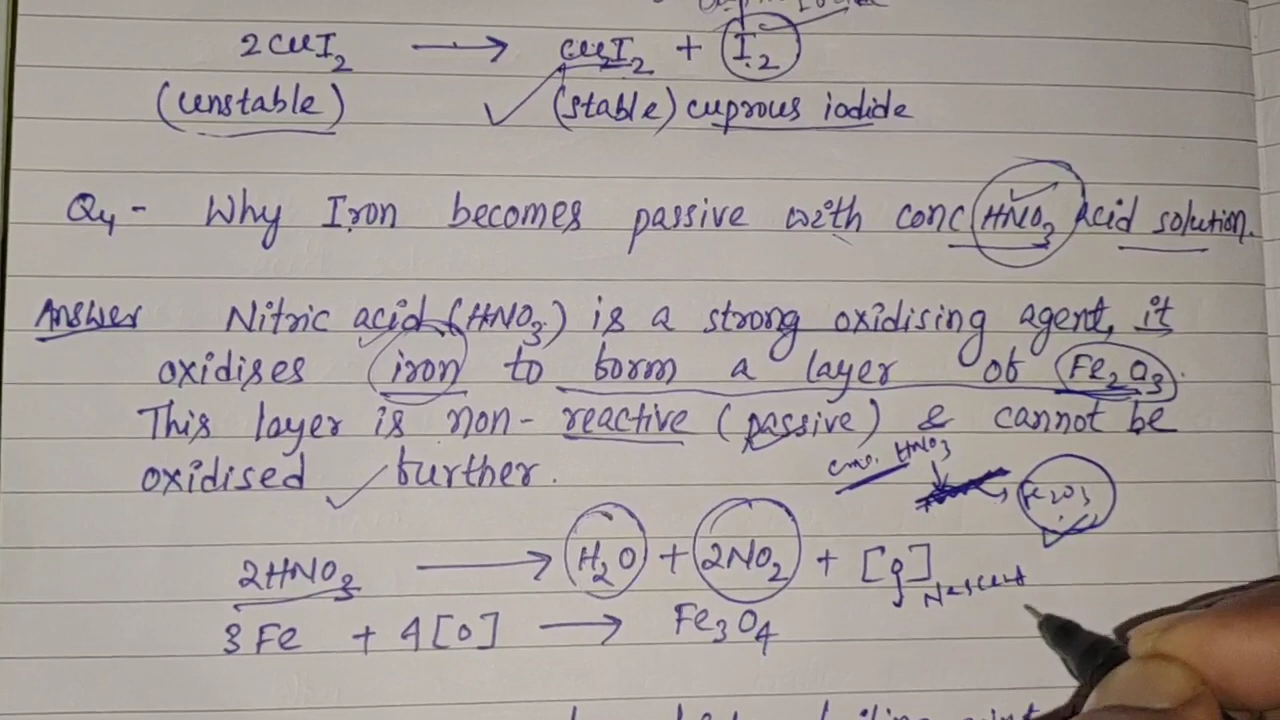 2CuI2 → Cu2I2 + I2
(unstable) (stable) cuprous iodide
Q4 - Why Iron becomes passive with conc HNO3 Acid solution.
Answer Nitric acid (HNO3) is a strong oxidising agent, it
oxidises iron to form a layer of Fe2O3.
This layer is non-reactive (passive) & cannot be
oxidised further.
conc. HNO3
Fe2O3
2HNO3 → H2O + 2NO2 + [O]
Nascent
3Fe + 4[O] → Fe3O4